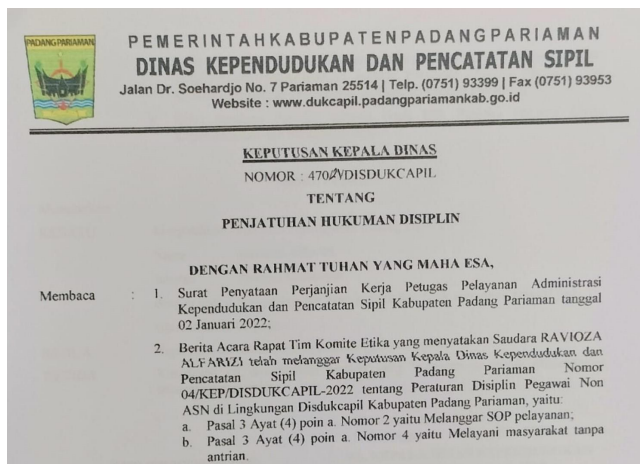 PADANG PARIAMAN
PEMERINTAHKABUPATENPADANGPARIAMAN
DINAS KEPENDUDUKAN DAN PENCATATAN SIPIL
Jalan Dr. Soehardjo No. 7 Pariaman 25514 | Telp. (0751) 93399 | Fax (0751) 93953
Website : www.dukcapil.padangpariamankab.go.id
KEPUTUSAN KEPALA DINAS
NOMOR :
TENTANG
PENJATUHAN HUKUMAN DISIPLIN
DENGAN RAHMAT TUHAN YANG MAHA ESA,
Membaca : 1. Surat Penyataan Perjanjian Kerja Petugas Pelayanan Administrasi
Kependudukan dan Pencatatan Sipil Kabupaten Padang Pariaman tanggal
02 Januari 2022;
2. Berita Acara Rapat Tim Komite Etika yang menyatakan Saudara RAVIOZA
ALFARIZI telah melanggar Keputusan Kepala Dinas Kependudukan dan
Pencatatan Sipil Kabupaten Padang Pariaman Nomor
04/KEP/DISDUKCAPIL-2022 tentang Peraturan Disiplin Pegawai Non
ASN di Lingkungan Disdukcapil Kabupaten Padang Pariaman, yaitu:
a. Pasal 3 Ayat (4) poin a. Nomor 2 yaitu Melanggar SOP pelayanan;
b. Pasal 3 Ayat (4) poin a. Nomor 4 yaitu Melayani masyarakat tanpa
antrian.